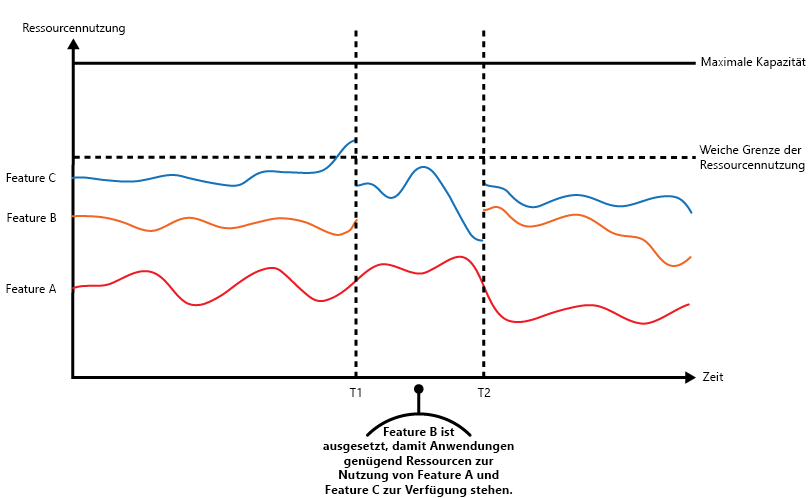 Ressourcennutzung
Maximale Kapazität
Weiche Grenze der
Ressourcennutzung
Feature C
Feature B
Feature A
Zeit
T1
T2
Feature B ist
ausgesetzt, damit Anwendungen
genügend Ressourcen zur
Nutzung von Feature A und
Feature C zur Verfügung stehen.